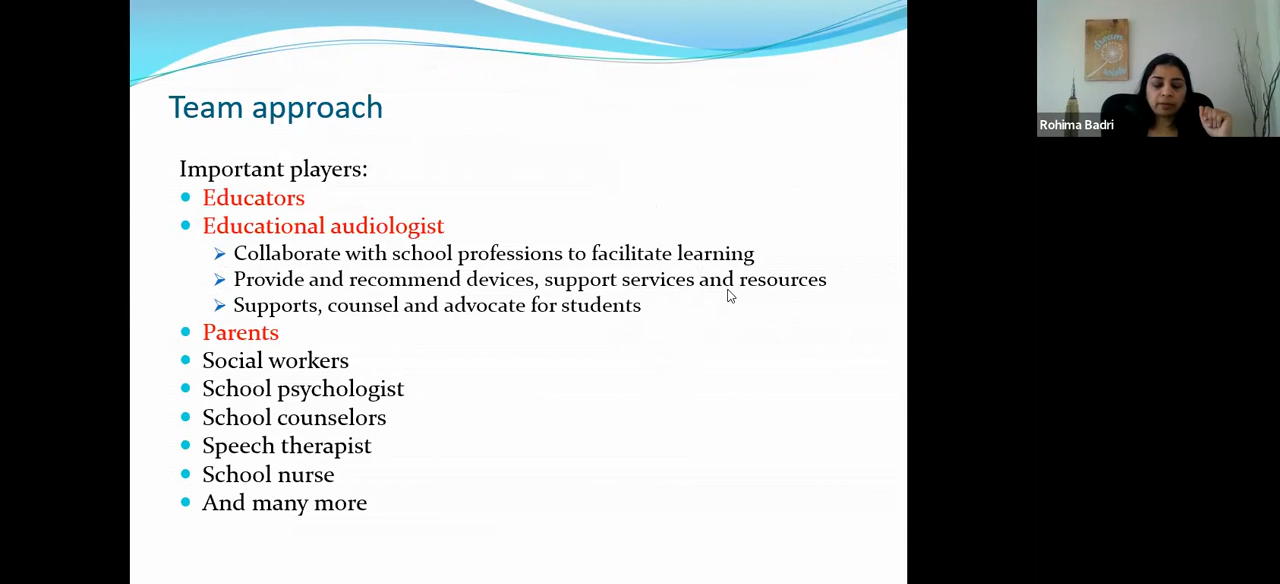 Team approach
Important players:
Educators
Educational audiologist
Collaborate with school professions to facilitate learning
Provide and recommend devices, support services and resources
Supports, counsel and advocate for students
Parents
Social workers
School psychologist
School counselors
Speech therapist
School nurse
And many more
dream
Rohima Badri